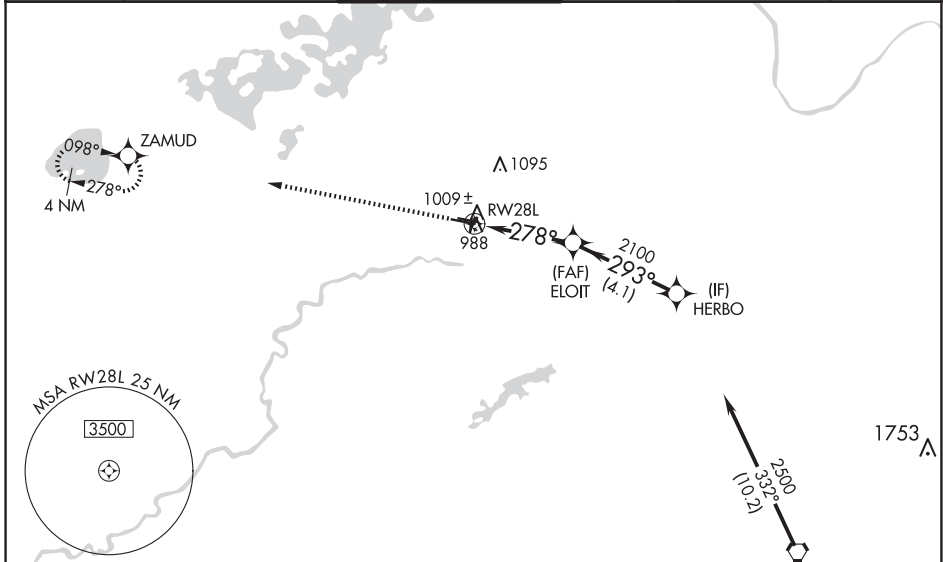 ZAMUD
098°
278°
4 NM
1095
1009 ±
RW28L
988
278°
(FAF)
ELOIT
2100
293°
(4.1)
(IF)
HERBO
MSA RW28L 25 NM
3500
1753
2500
332°
(10.2)